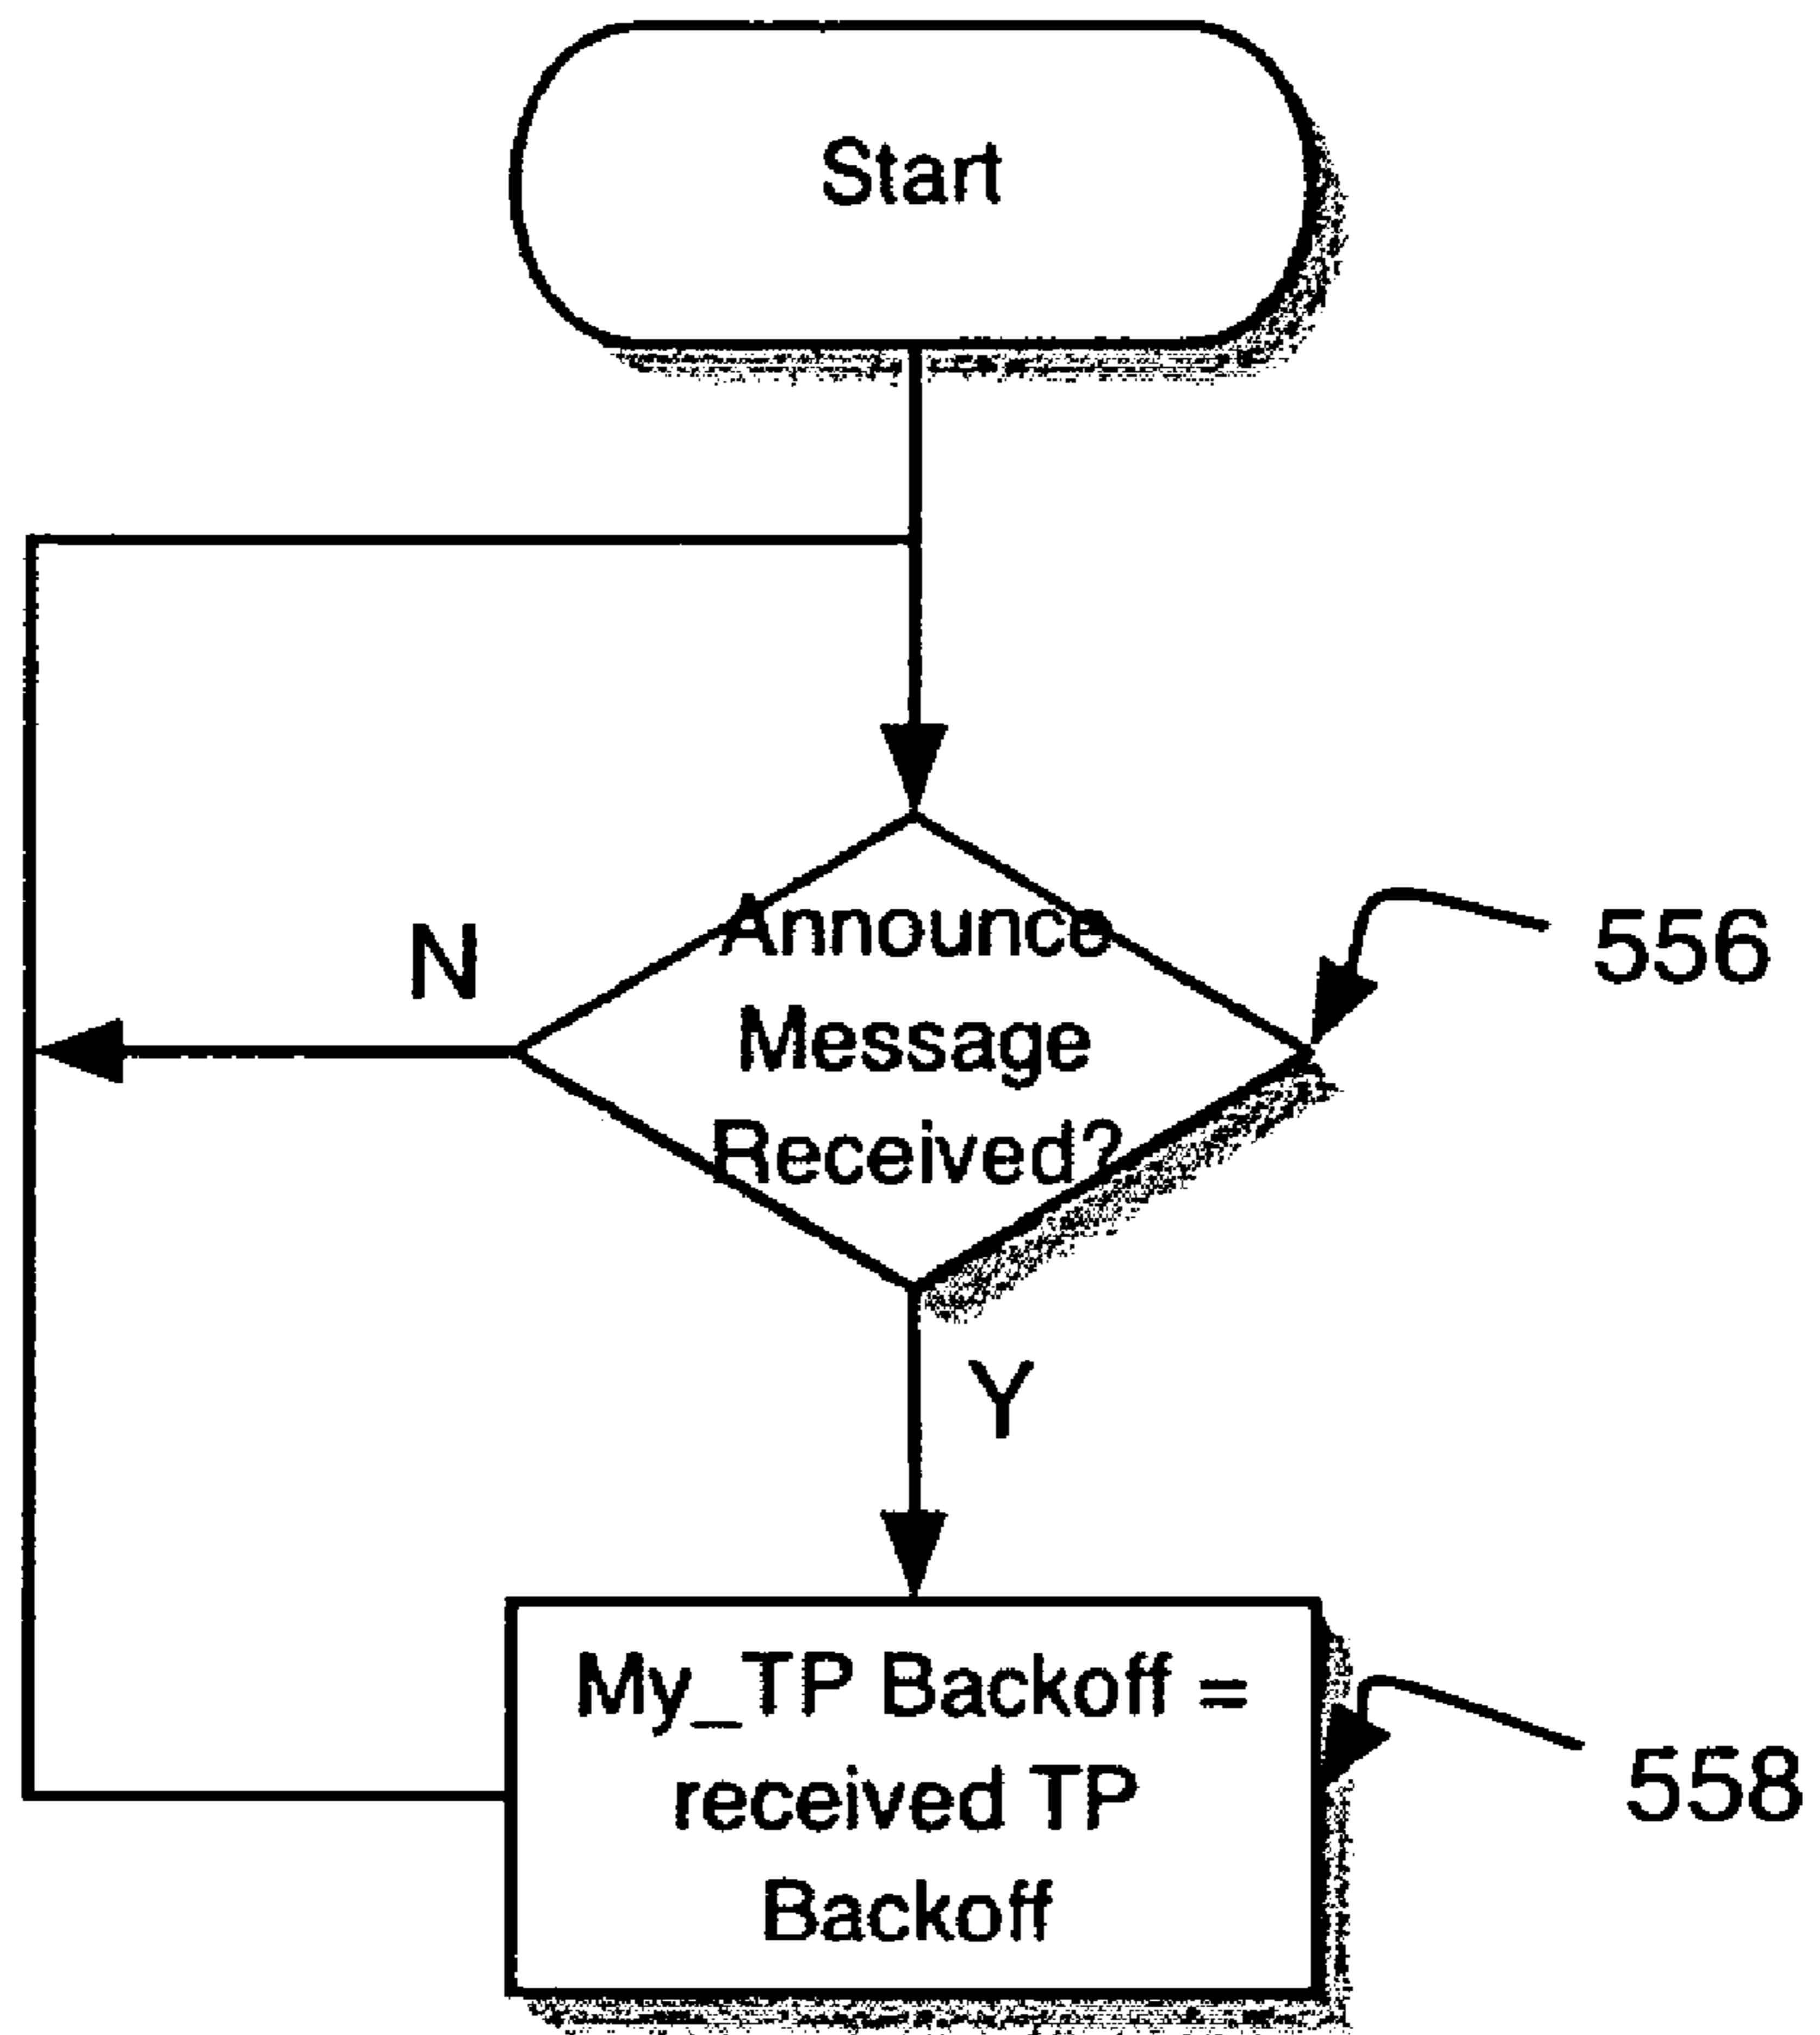 Start
Announce
Message
Received?
N
556
Y
My_TP Backoff =
received TP
Backoff
558